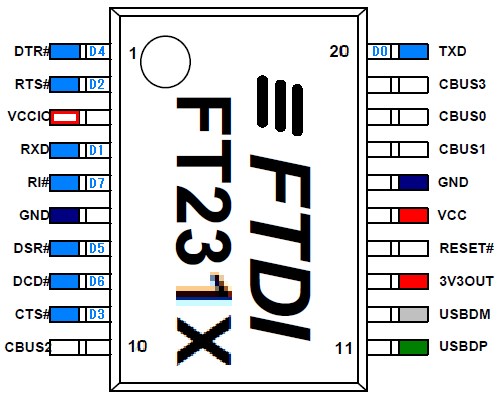 DTR# D4 1 20 D0 TXD
RTS# D2 CBUS3
VCCIO CBUS0
RXD D1 CBUS1
RI# D7 GND
GND VCC
DSR# D5 RESET#
DCD# D6 3V3OUT
CTS# D3 USBDM
CBUS2 10 11 USBDP
FTDI
FT231X